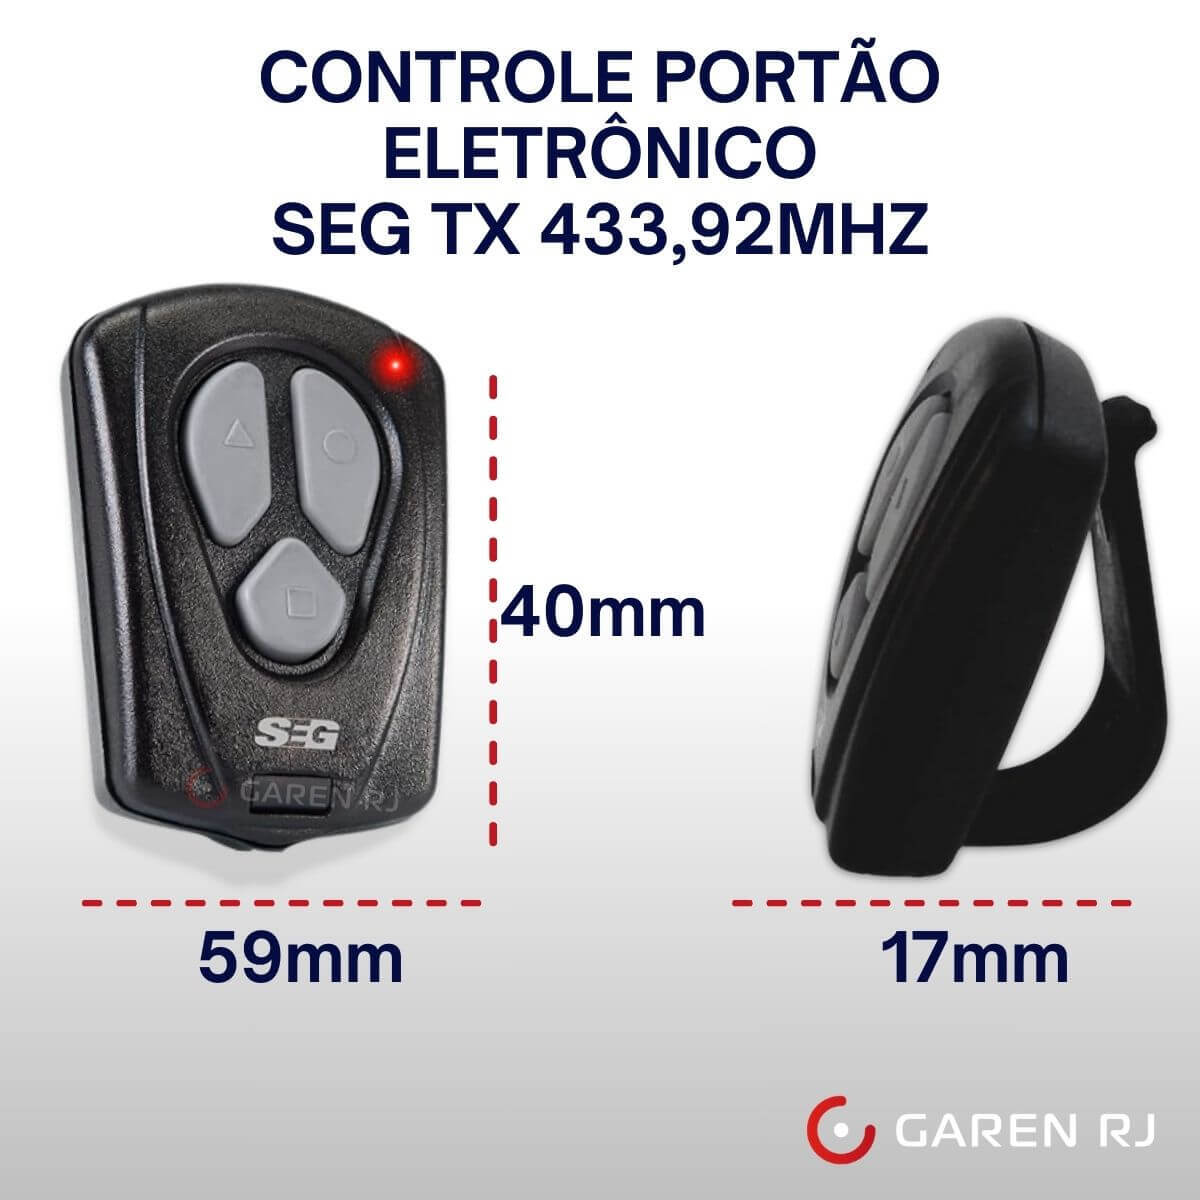 CONTROLE PORTÃO
ELETRÔNICO
SEG TX 433,92MHZ
40mm
SEG
GAREN RJ
59mm
17mm
GAREN RJ